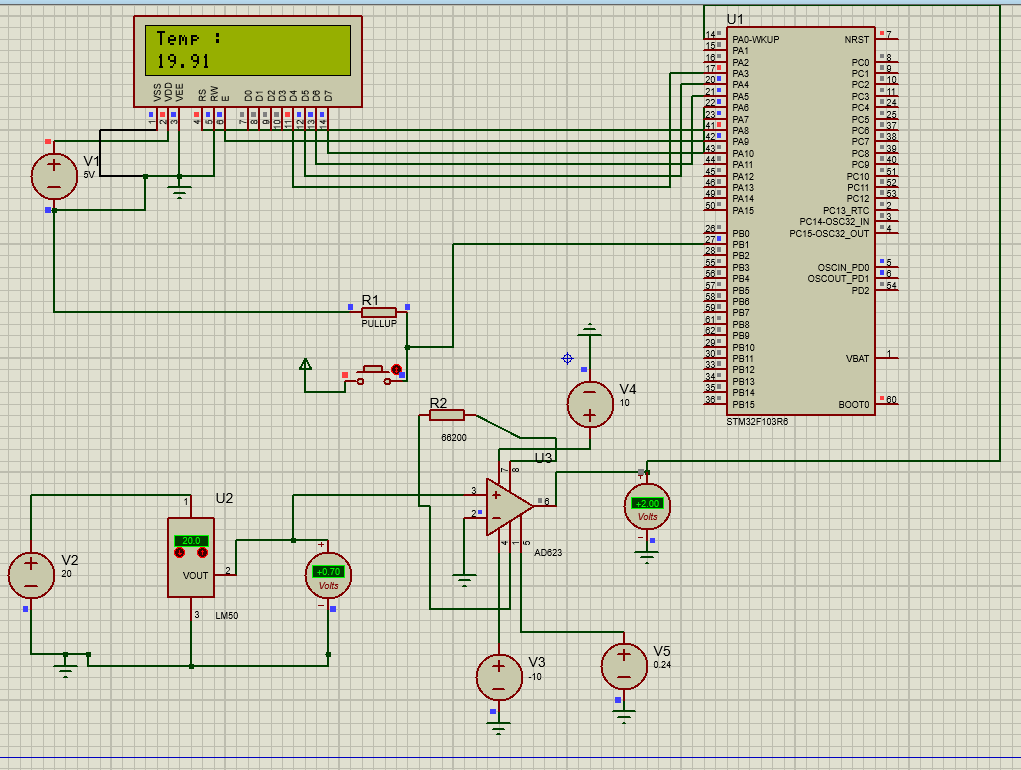 U1
Temp :
19.91
VSS
VDD
VEE
RS
RW
E
D0
D1
D2
D3
D4
D5
D6
D7
1
2
3
4
5
6
7
8
9
10
11
12
13
14
V1
5V
14 PA0-WKUP NRST 7
15 PA1
16 PA2 PC0 8
17 PA3 PC1 9
20 PA4 PC2 10
21 PA5 PC3 11
22 PA6 PC4 24
23 PA7 PC5 25
41 PA8 PC6 37
42 PA9 PC7 38
43 PA10 PC8 39
44 PA11 PC9 40
45 PA12 PC10 51
46 PA13 PC11 52
49 PA14 PC12 53
50 PA15 PC13_RTC 2
PC14-OSC32_IN 3
26 PB0 PC15-OSC32_OUT 4
27 PB1
28 PB2
55 PB3 OSCIN_PD0 5
56 PB4 OSCOUT_PD1 6
57 PB5 PD2 54
58 PB6
59 PB7
61 PB8
62 PB9
29 PB10
30 PB11 VBAT 1
33 PB12
34 PB13
35 PB14
36 PB15 BOOT0 60
STM32F103R6
R1
PULLUP
V4
10
R2
66200
U3
7
8
3
2
6
4
1
5
AD623
+2.00
Volts
U2
1
20.0
VOUT
2
3
LM50
V2
20
+0.70
Volts
V3
-10
V5
0.24